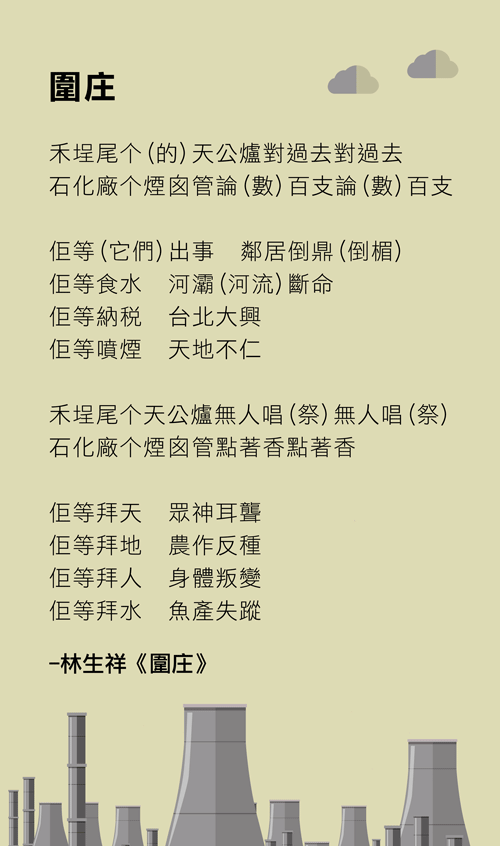 圍庄
禾埕尾个(的)天公爐對過去對過去
石化廠个煙囪管論(數)百支論(數)百支
佢等(它們)出事　鄰居倒鼎(倒楣)
佢等食水　河灞(河流)斷命
佢等納税　台北大興
佢等噴煙　天地不仁
禾埕尾个天公爐無人唱(祭)無人唱(祭)
石化廠个煙囪管點著香點著香
佢等拜天　眾神耳聾
佢等拜地　農作反種
佢等拜人　身體叛變
佢等拜水　魚產失蹤
–林生祥《圍庄》